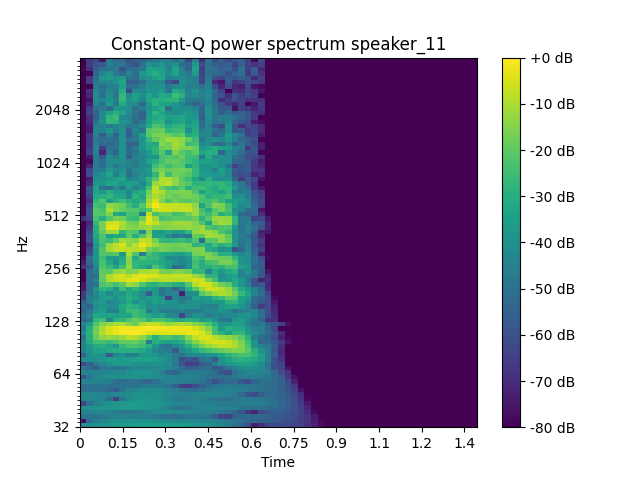 Constant-Q power spectrum speaker_11
Hz
2048
1024
512
256
128
64
32
0 0.15 0.3 0.45 0.6 0.75 0.9 1.1 1.2 1.4
Time
+0 dB
-10 dB
-20 dB
-30 dB
-40 dB
-50 dB
-60 dB
-70 dB
-80 dB